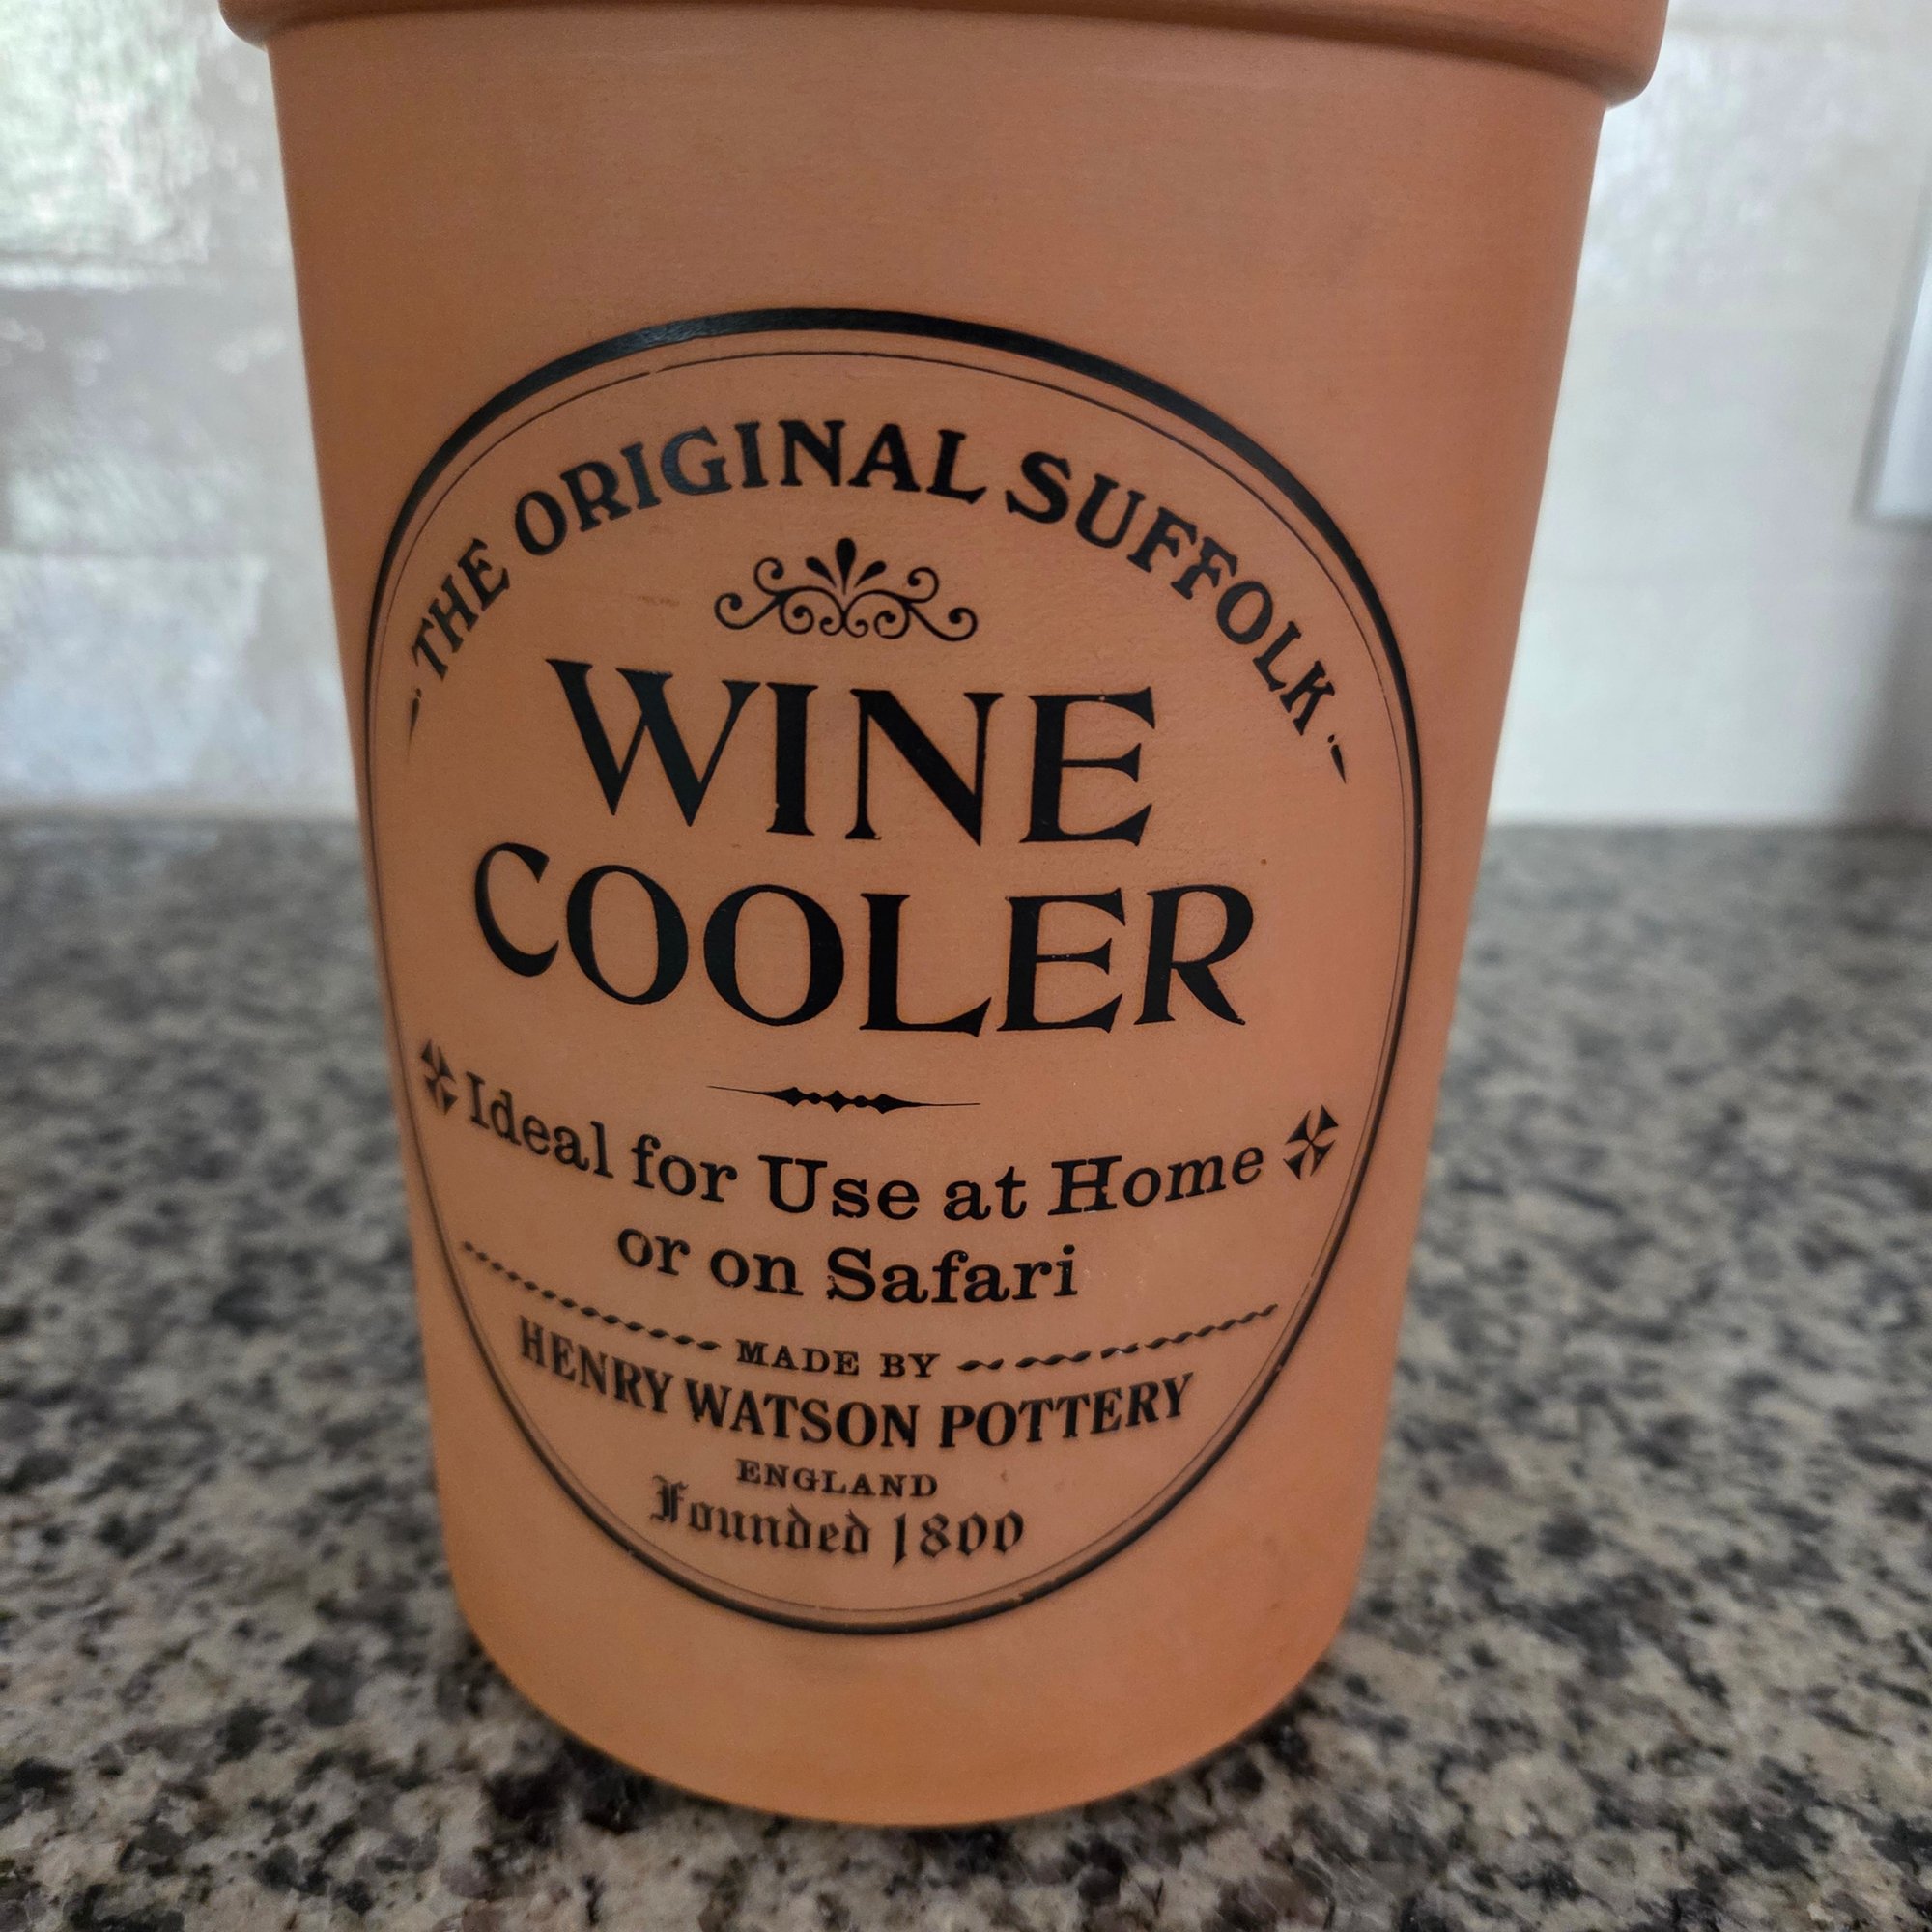 THE ORIGINAL SUFFOLK
WINE
COOLER
Ideal for Use at Home
or on Safari
MADE BY
HENRY WATSON POTTERY
ENGLAND
Founded 1800